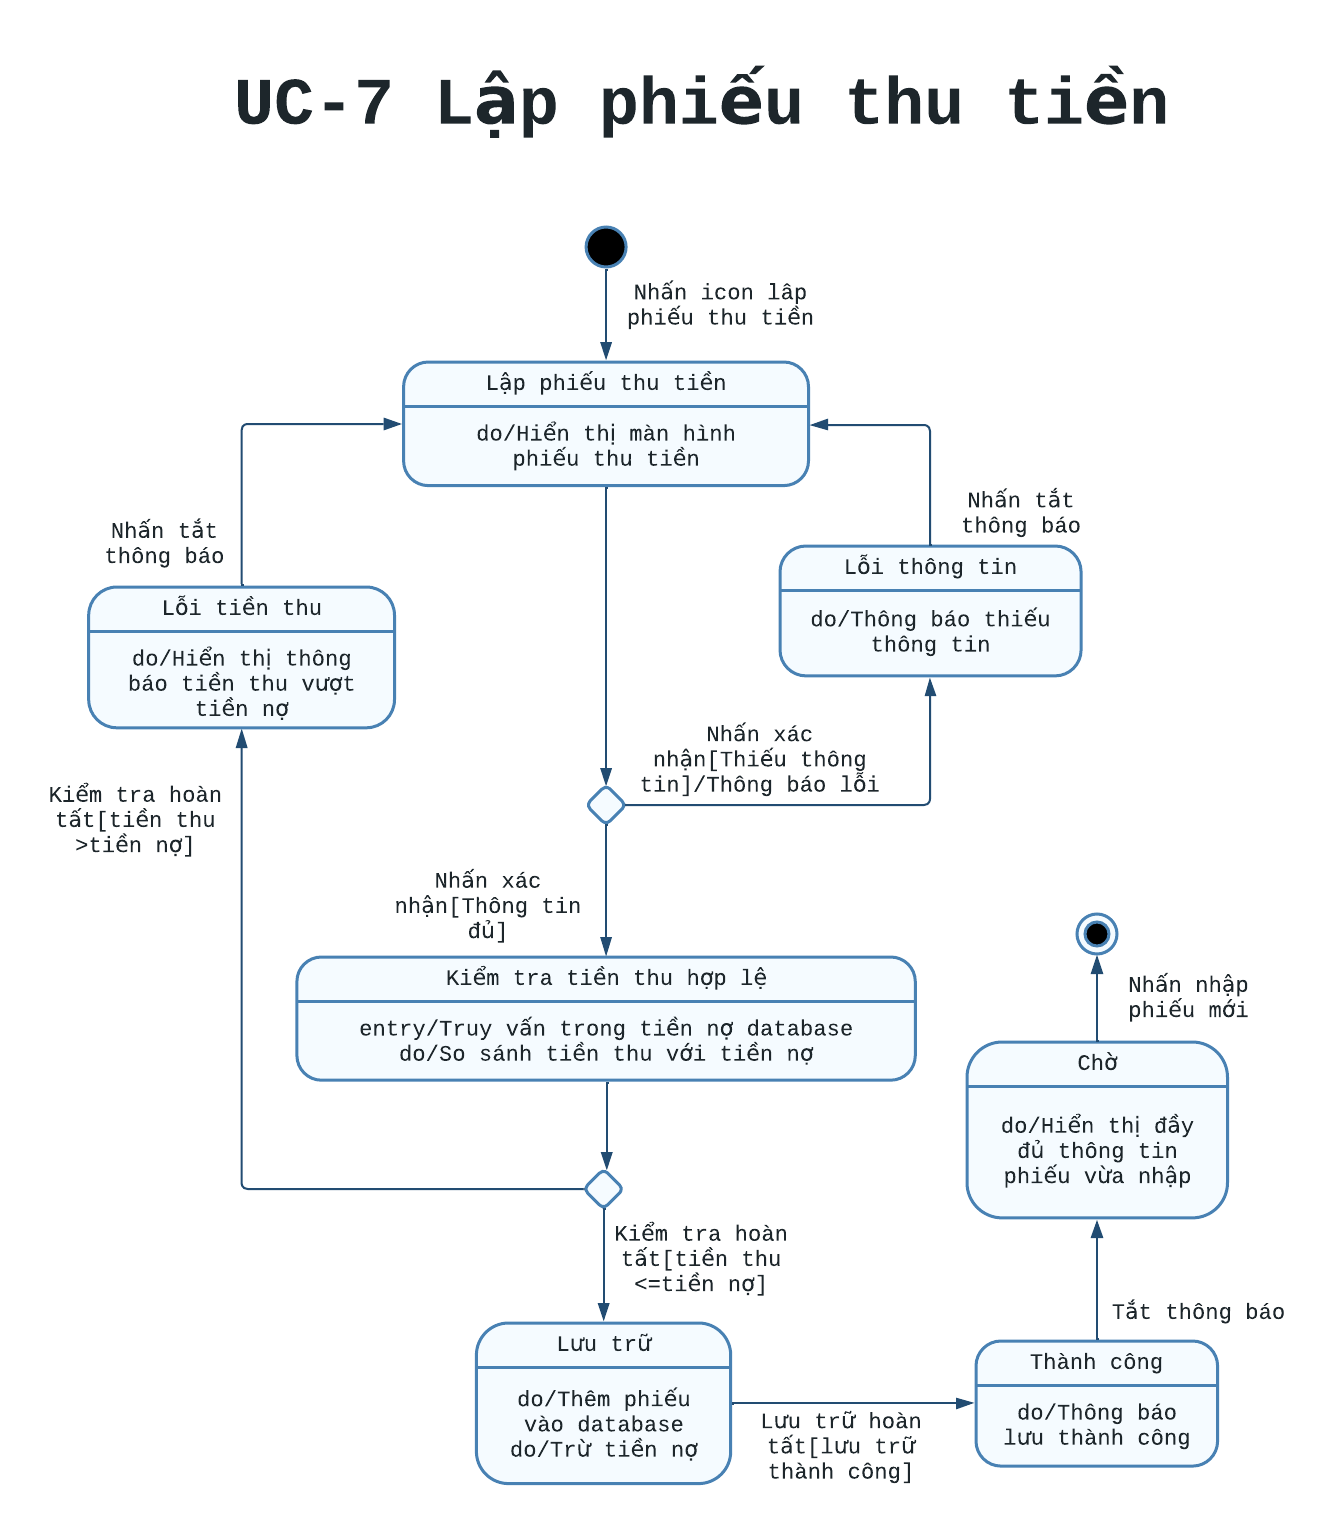 UC-7 Lập phiếu thu tiền
Nhấn icon lâp
phiếu thu tiền
Lập phiếu thu tiền
do/Hiển thị màn hình
phiếu thu tiền
Nhấn tắt
thông báo
Nhấn tắt
thông báo
Lỗi thông tin
do/Thông báo thiếu
thông tin
Lỗi tiền thu
do/Hiển thị thông
báo tiền thu vượt
tiền nợ
Nhấn xác
nhận[Thiếu thông
tin]/Thông báo lỗi
Kiểm tra hoàn
tất[tiền thu
>tiền nợ]
Nhấn xác
nhận[Thông tin
đủ]
Kiểm tra tiền thu hợp lệ
entry/Truy vấn trong tiền nợ database
do/So sánh tiền thu với tiền nợ
Nhấn nhập
phiếu mới
Chờ
do/Hiển thị đầy
đủ thông tin
phiếu vừa nhập
Kiểm tra hoàn
tất[tiền thu
<=tiền nợ]
Tắt thông báo
Lưu trữ
do/Thêm phiếu
vào database
do/Trừ tiền nợ
Lưu trữ hoàn
tất[lưu trữ
thành công]
Thành công
do/Thông báo
lưu thành công